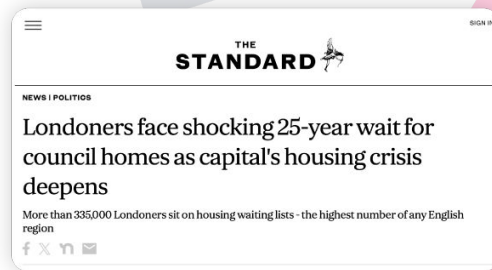 SIGN IN
THE
STANDARD
NEWS | POLITICS
Londoners face shocking 25-year wait for
council homes as capital's housing crisis
deepens
More than 335,000 Londoners sit on housing waiting lists - the highest number of any English
region